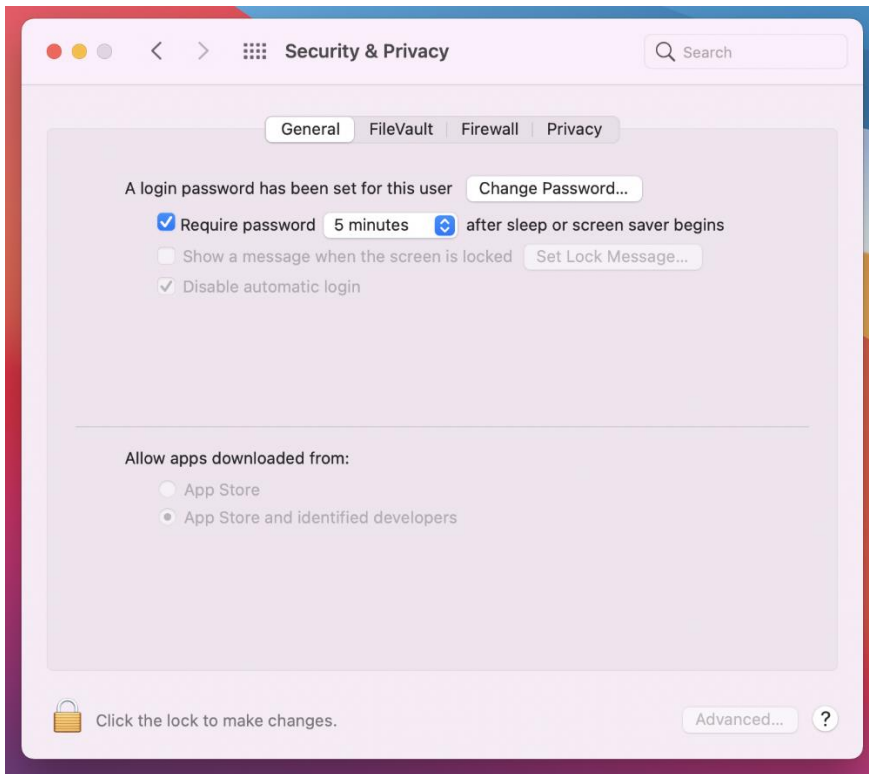 Security & Privacy
Search
General FileVault Firewall Privacy
A login password has been set for this user Change Password...
Require password 5 minutes after sleep or screen saver begins
Show a message when the screen is locked Set Lock Message...
Disable automatic login
Allow apps downloaded from:
App Store
App Store and identified developers
Click the lock to make changes. Advanced... ?